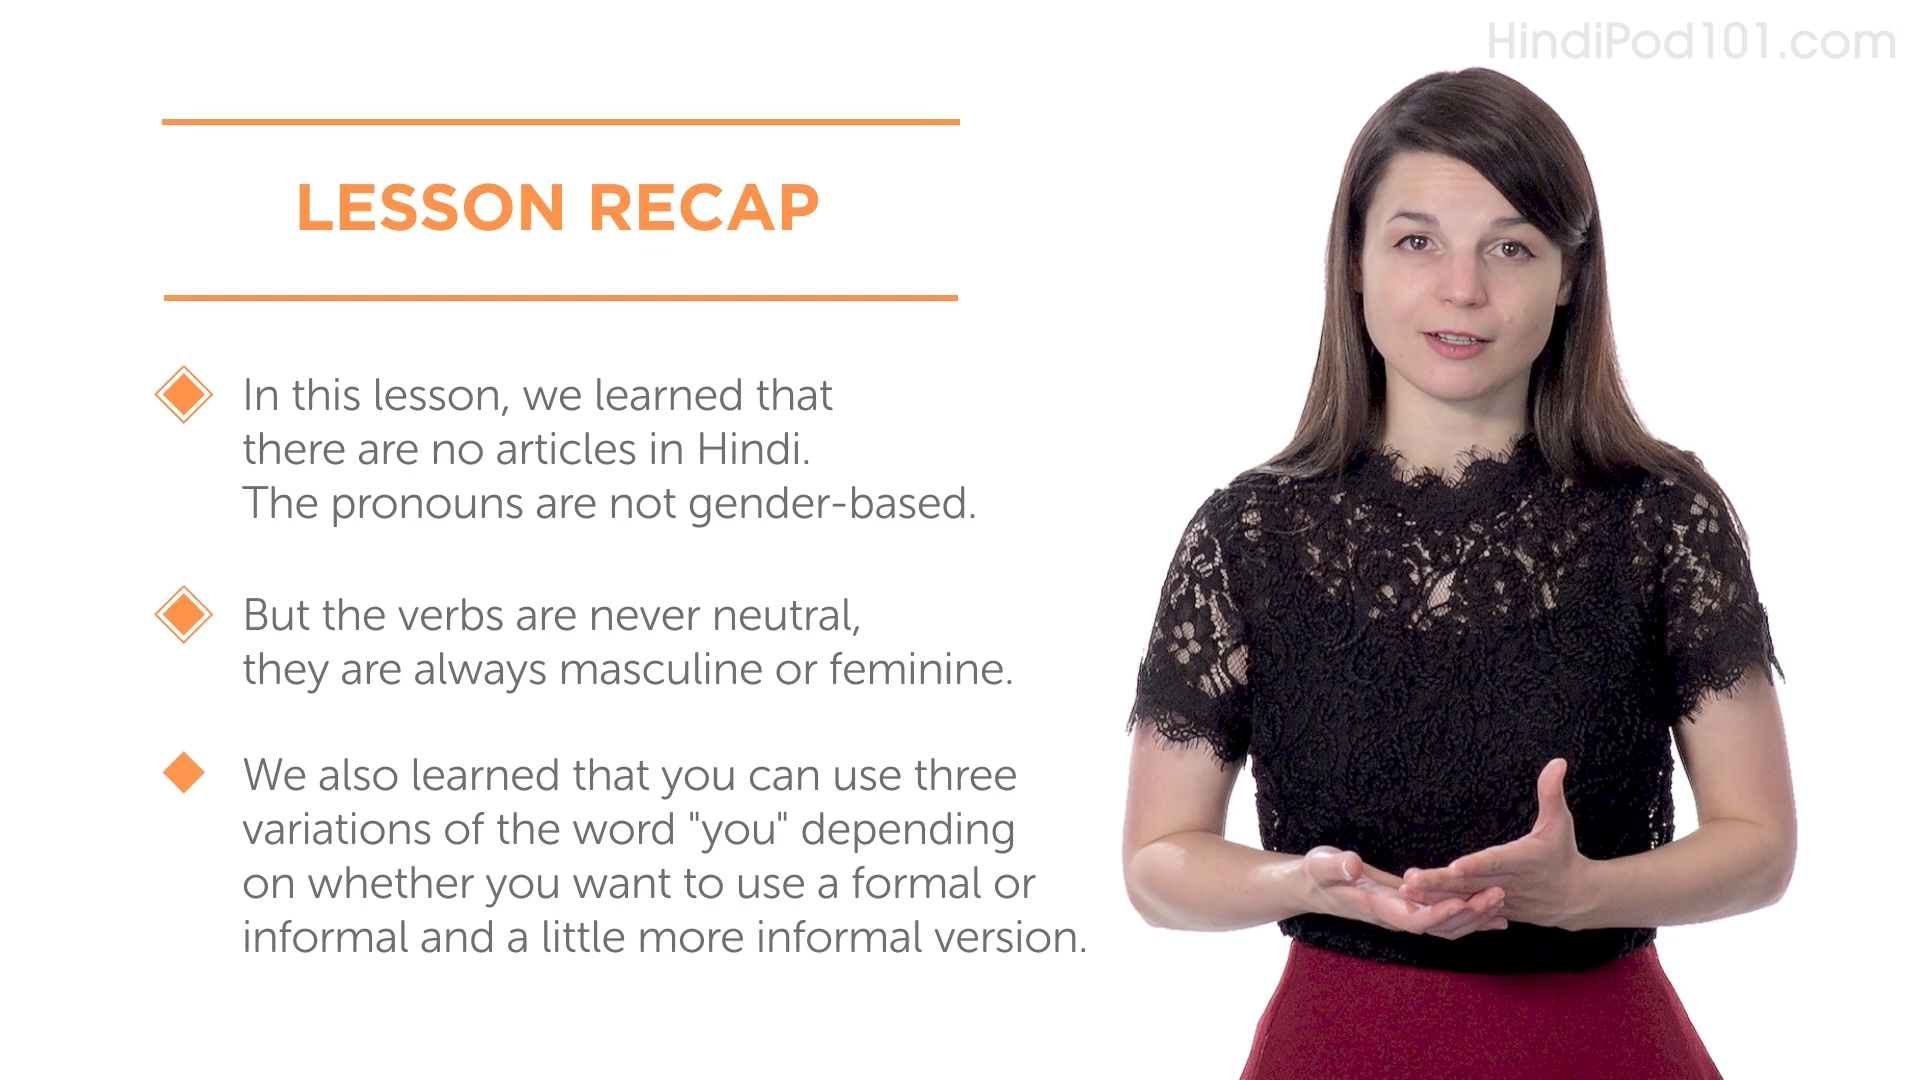 HindiPod101.com
LESSON RECAP
In this lesson, we learned that
there are no articles in Hindi.
The pronouns are not gender-based.
But the verbs are never neutral,
they are always masculine or feminine.
We also learned that you can use three
variations of the word "you" depending
on whether you want to use a formal or
informal and a little more informal version.